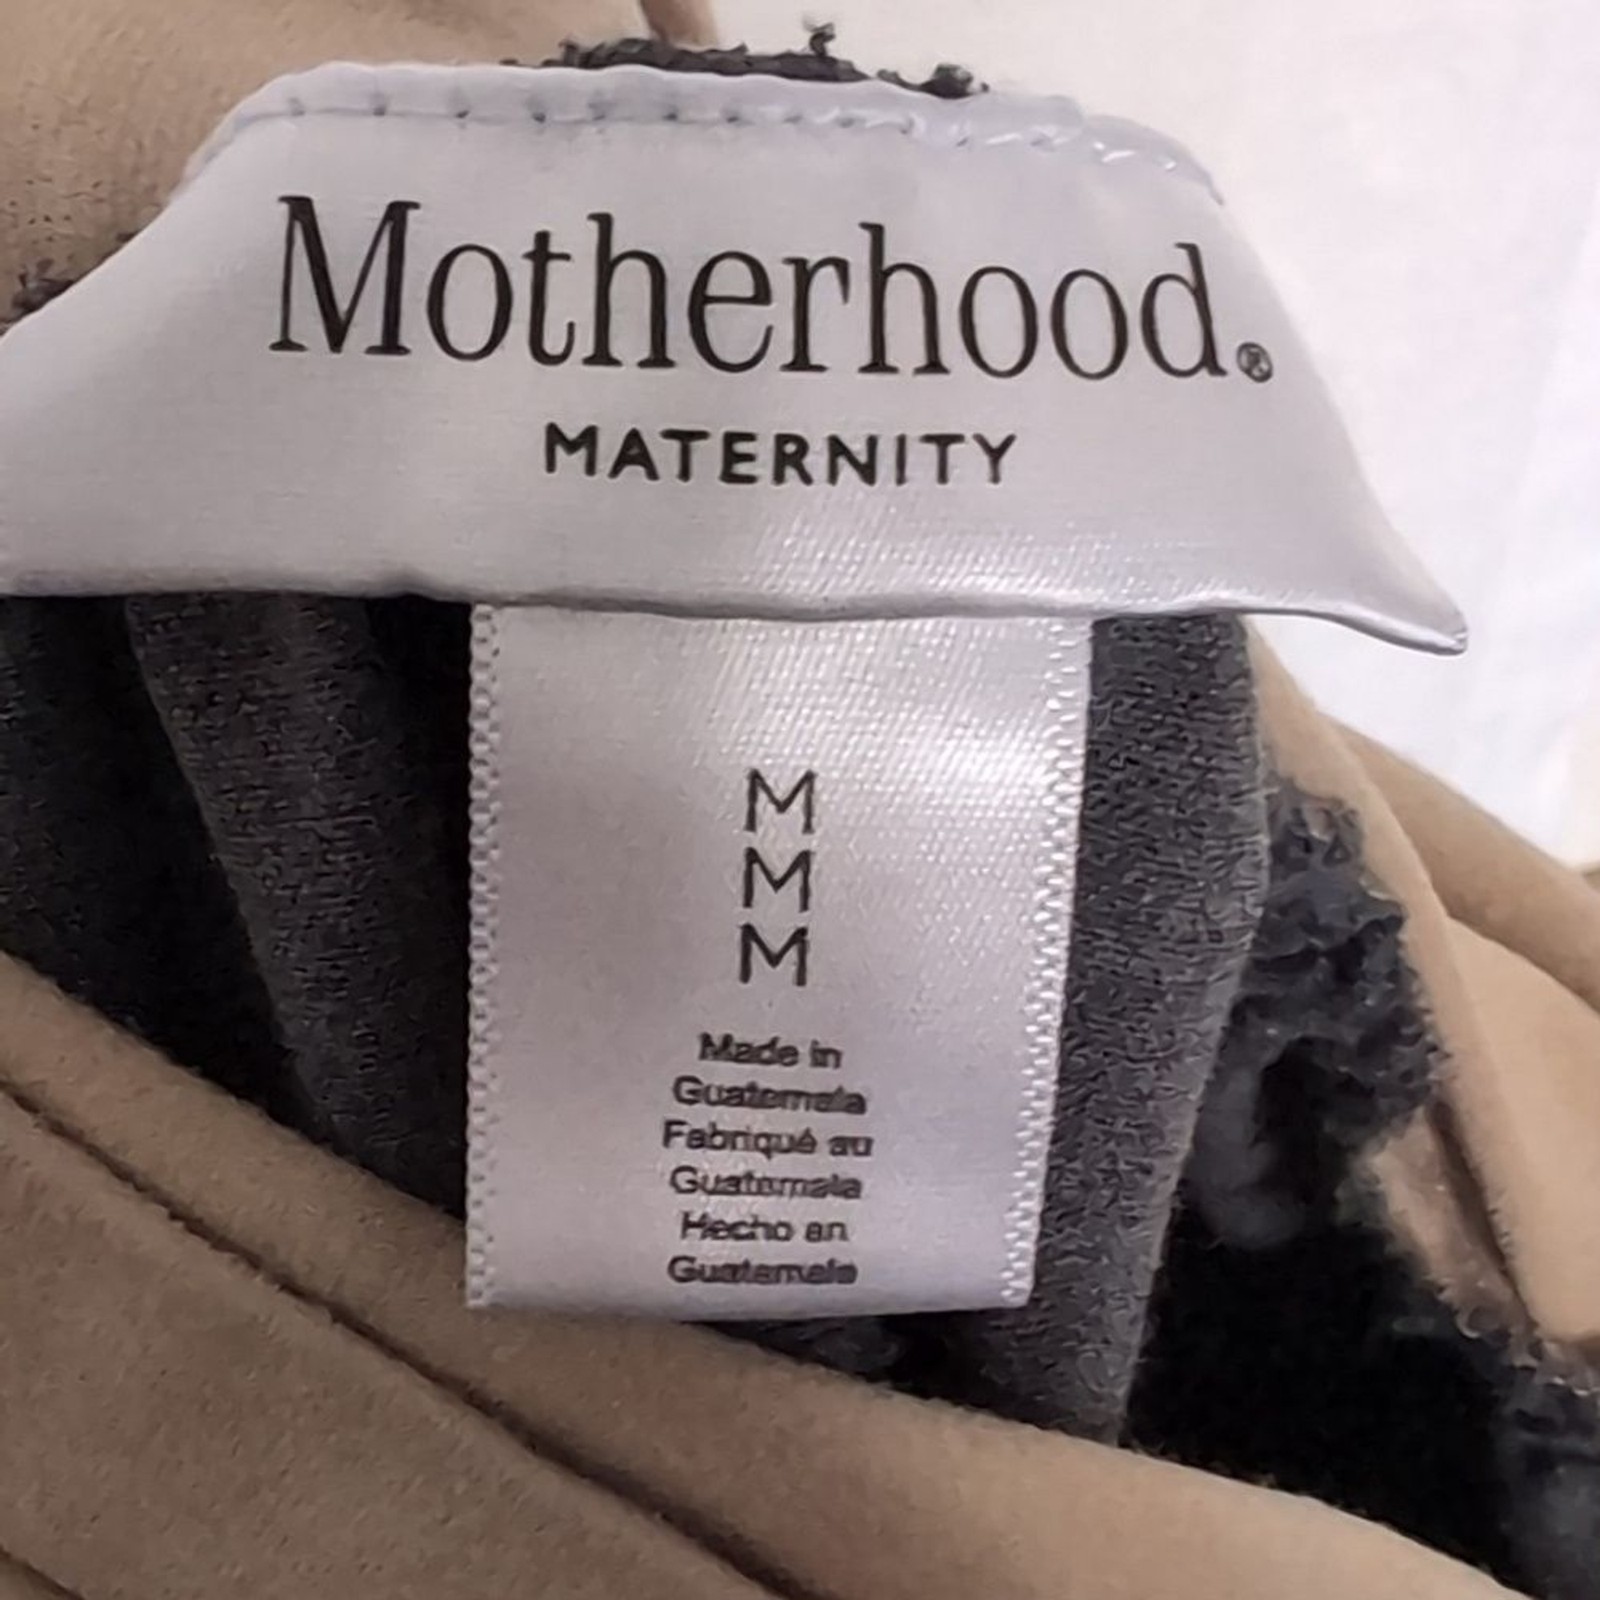 Motherhood.®
MATERNITY
M
M
M
Made in
Guatemala
Fabriqué au
Guatemala
Hecho en
Guatemala